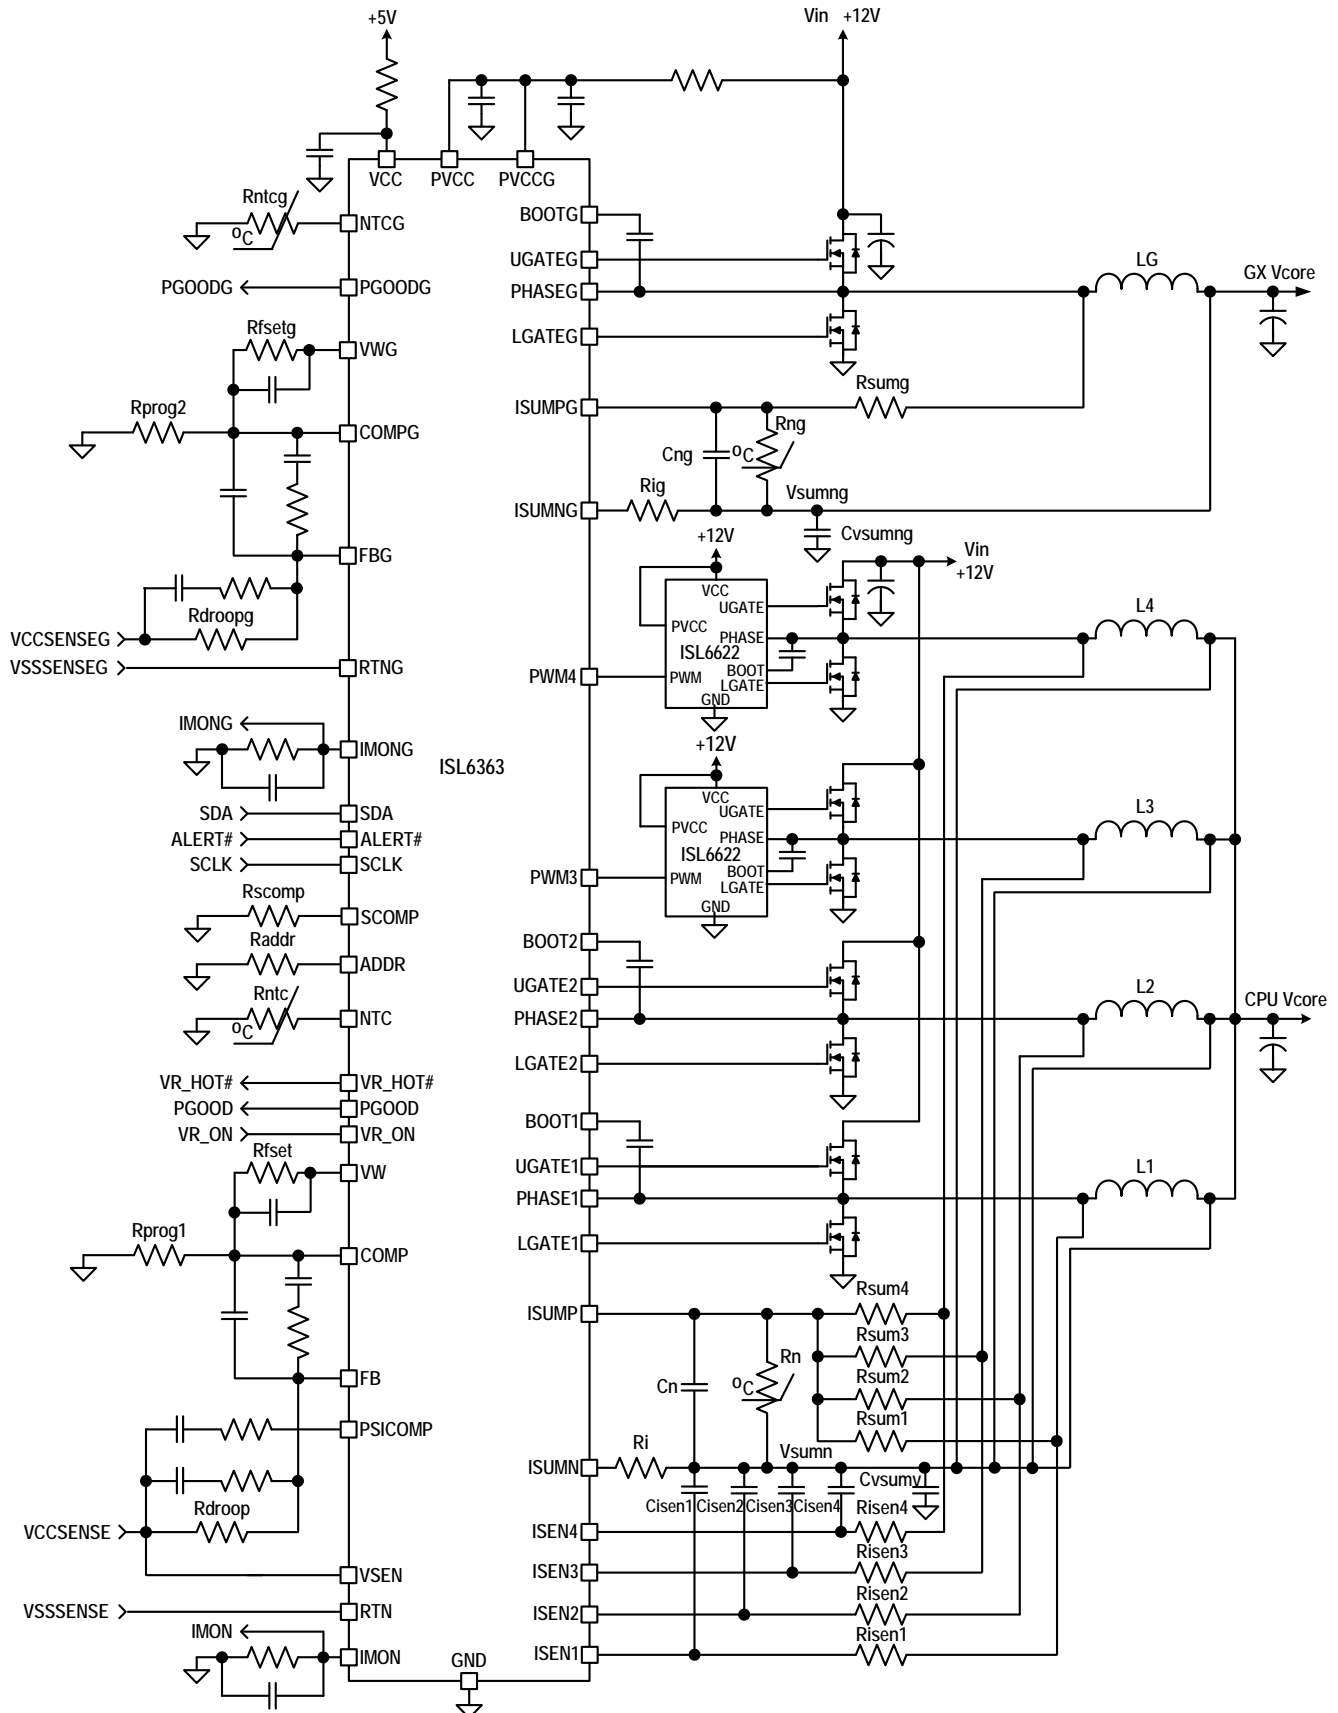 +5V
Vin +12V
VCC PVCC PVCCG
Rntcg
oC
NTCG
BOOTG
UGATEG
LG
GX Vcore
PGOODG PGOODG
PHASEG
Rfsetg
LGATEG
VWG
Rsumg
Rprog2
ISUMPG
COMPG
Rng
Cng
oC
Rig
Vsumng
ISUMNG
Cvsumng
+12V
FBG
Vin
+12V
VCC
UGATE
Rdroopg
PVCC
PHASE
L4
VCCSENSEG
ISL6622
BOOT
VSSSENSEG RTNG
PWM4
PWM
LGATE
GND
IMONG
IMONG
+12V
ISL6363
VCC
UGATE
SDA SDA
PVCC
PHASE
L3
ALERT# ALERT#
ISL6622
SCLK SCLK
BOOT
PWM3
PWM
LGATE
Rscomp
SCOMP
GND
Raddr
BOOT2
ADDR
UGATE2
Rntc
oC
NTC
PHASE2
L2
CPU Vcore
LGATE2
VR_HOT# VR_HOT#
PGOOD PGOOD
BOOT1
VR_ON VR_ON
Rfset
UGATE1
VW
L1
PHASE1
Rprog1
LGATE1
COMP
Rsum4
ISUMP
Rsum3
Rn
Rsum2
FB
Cn
oC
Rsum1
PSICOMP
Ri
Vsumn
ISUMN
Cvsumv
Rdroop
Cisen1 Cisen2 Cisen3 Cisen4
Risen4
VCCSENSE
ISEN4
Risen3
VSEN
ISEN3
Risen2
VSSSENSE RTN
ISEN2
IMON
Risen1
IMON
GND
ISEN1